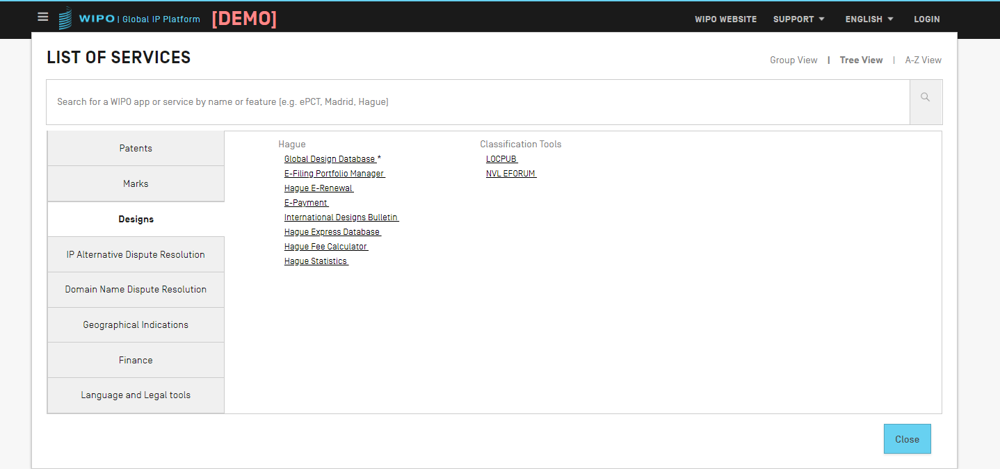 WIPO | Global IP Platform [DEMO] WIPO WEBSITE SUPPORT ENGLISH LOGIN
LIST OF SERVICES
Group View | Tree View | A-Z View
Search for a WIPO app or service by name or feature (e.g. ePCT, Madrid, Hague)
Patents
Marks
Designs
IP Alternative Dispute Resolution
Domain Name Dispute Resolution
Geographical Indications
Finance
Language and Legal tools
Hague
Global Design Database *
E-Filing Portfolio Manager
Hague E-Renewal
E-Payment
International Designs Bulletin
Hague Express Database
Hague Fee Calculator
Hague Statistics
Classification Tools
LOCPUB
NVL EFORUM
Close